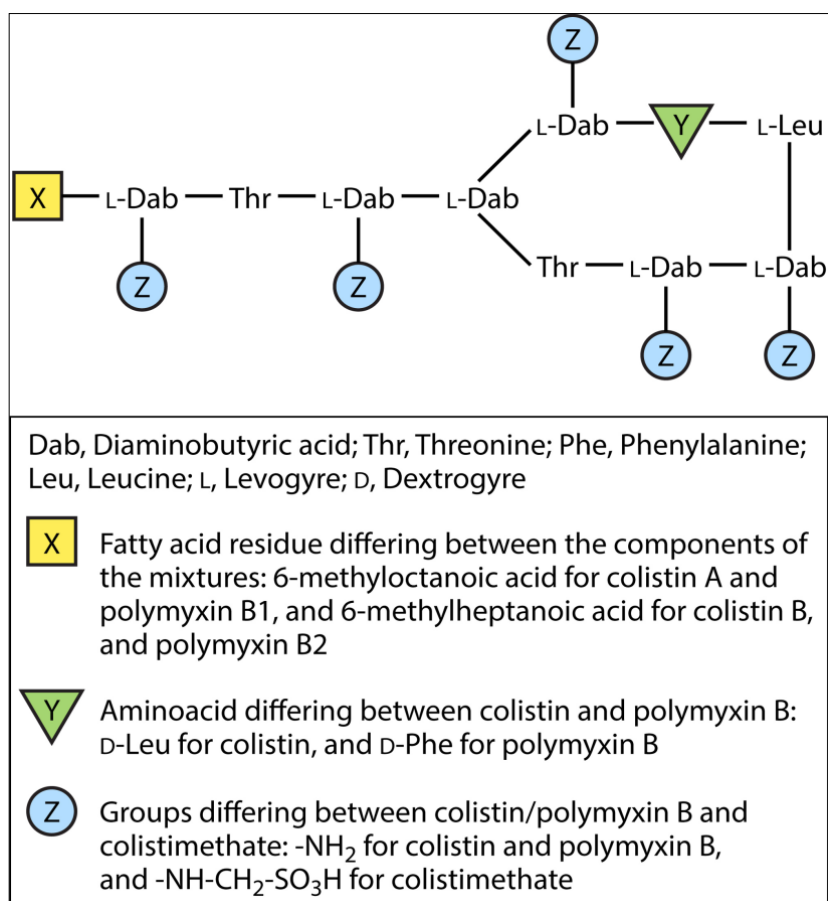 Z
L-Dab Y L-Leu
X L-Dab Thr L-Dab L-Dab
Z Z Thr L-Dab L-Dab
Z Z
Dab, Diaminobutyric acid; Thr, Threonine; Phe, Phenylalanine;
Leu, Leucine; L, Levogyre; D, Dextrogyre
X Fatty acid residue differing between the components of
the mixtures: 6-methyloctanoic acid for colistin A and
polymyxin B1, and 6-methylheptanoic acid for colistin B,
and polymyxin B2
Y Aminoacid differing between colistin and polymyxin B:
D-Leu for colistin, and D-Phe for polymyxin B
Z Groups differing between colistin/polymyxin B and
colistimethate: -NH₂ for colistin and polymyxin B,
and -NH-CH₂-SO₃H for colistimethate